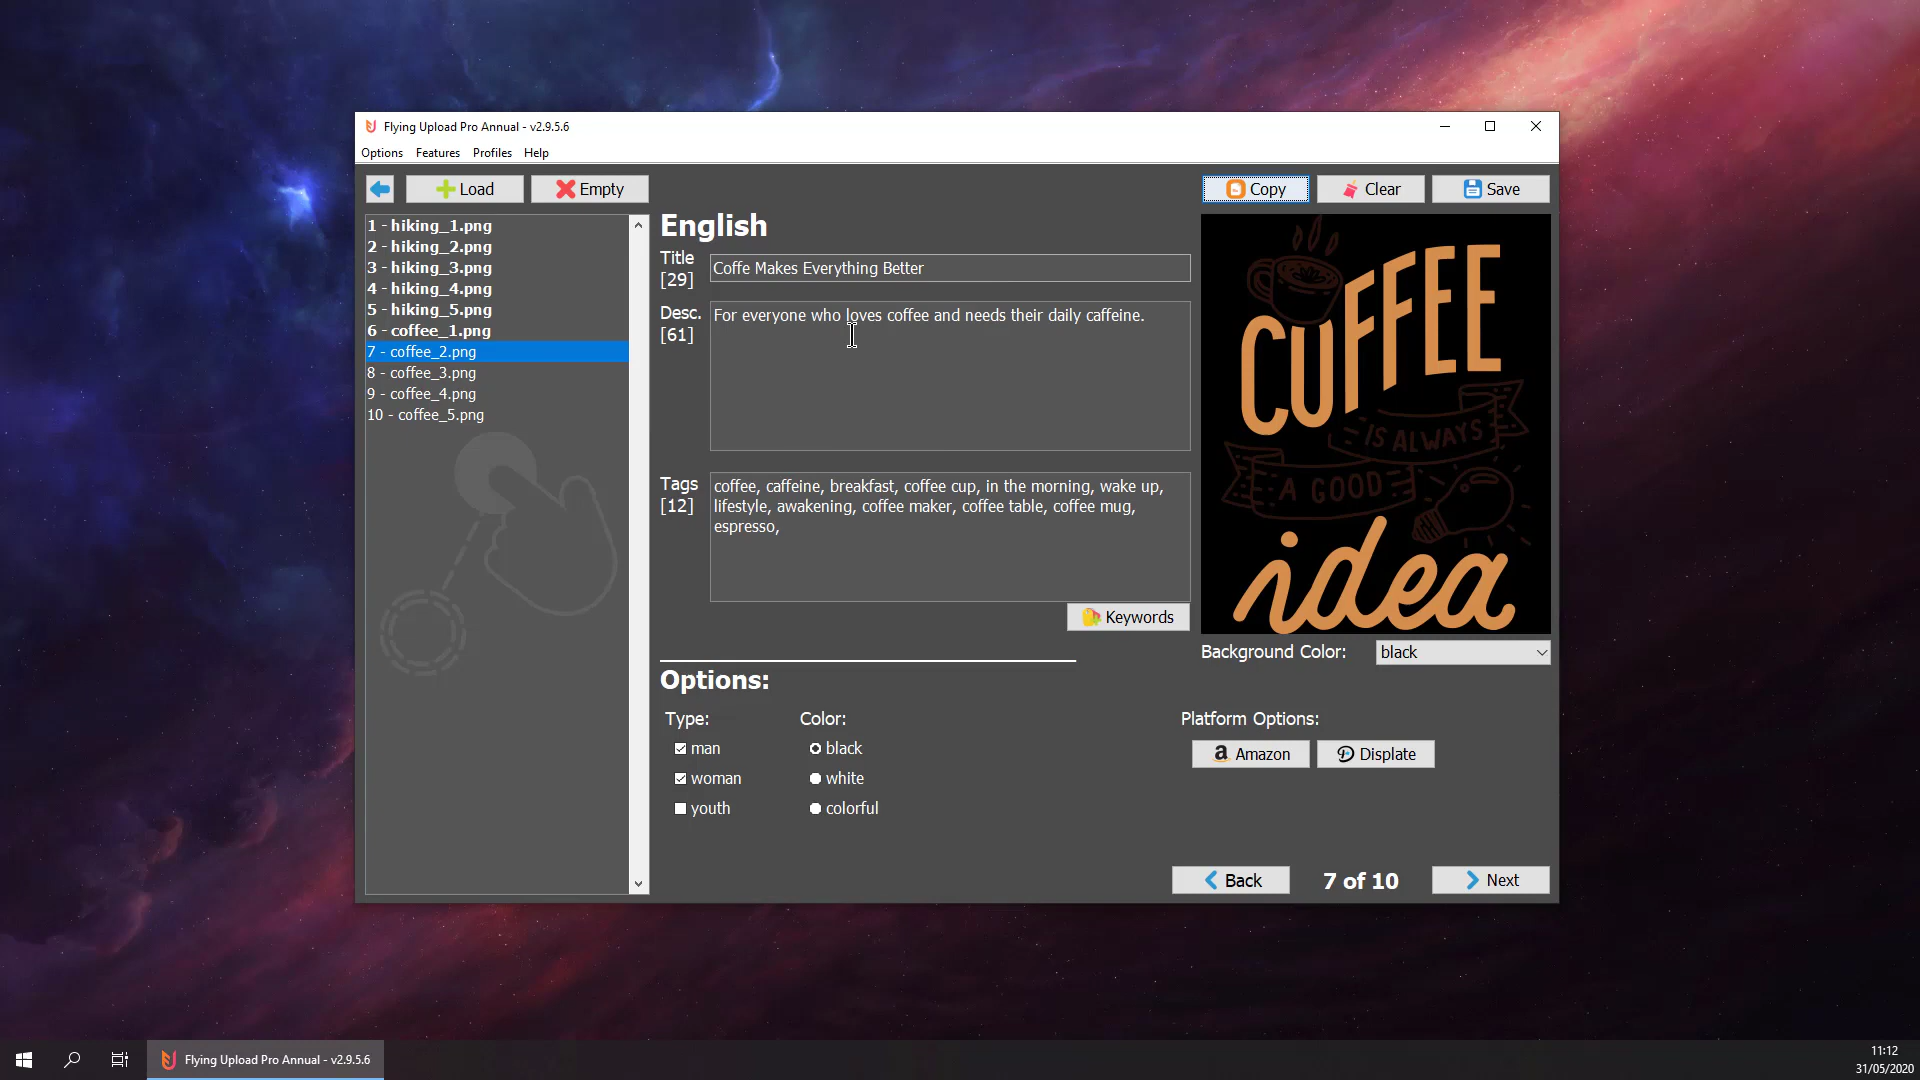 Flying Upload Pro Annual - v2.9.5.6
Options Features Profiles Help
Load Empty Copy Clear Save
1 - hiking_1.png
2 - hiking_2.png
3 - hiking_3.png
4 - hiking_4.png
5 - hiking_5.png
6 - coffee_1.png
7 - coffee_2.png
8 - coffee_3.png
9 - coffee_4.png
10 - coffee_5.png
English
Title
[29]
Coffe Makes Everything Better
Desc.
[61]
For everyone who loves coffee and needs their daily caffeine.
Tags
[12]
coffee, caffeine, breakfast, coffee cup, in the morning, wake up,
lifestyle, awakening, coffee maker, coffee table, coffee mug,
espresso,
Keywords
CUFFEE
IS ALWAYS
A GOOD
idea
Background Color: black
Options:
Type: Color: Platform Options:
man black
woman white
youth colorful
Amazon Displate
Back 7 of 10 Next
Flying Upload Pro Annual - v2.9.5.6
11:12
31/05/2020